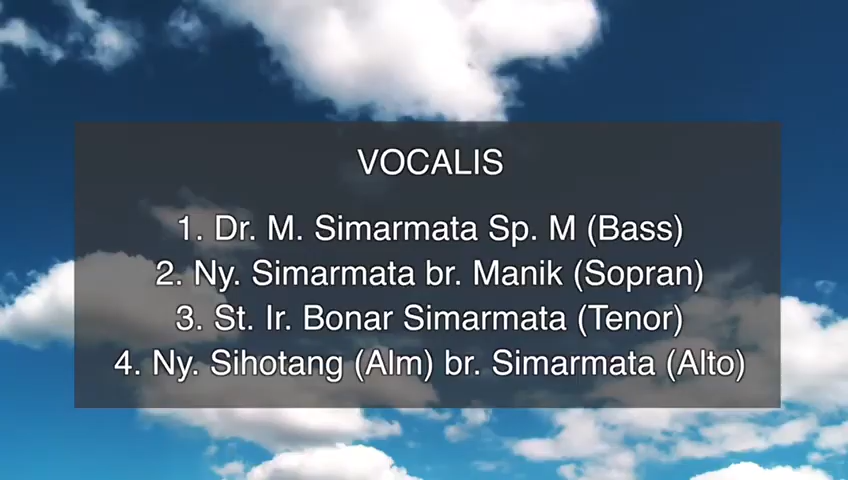 VOCALIS
1. Dr. M. Simarmata Sp. M (Bass)
2. Ny. Simarmata br. Manik (Sopran)
3. St. Ir. Bonar Simarmata (Tenor)
4. Ny. Sihotang (Alm) br. Simarmata (Alto)